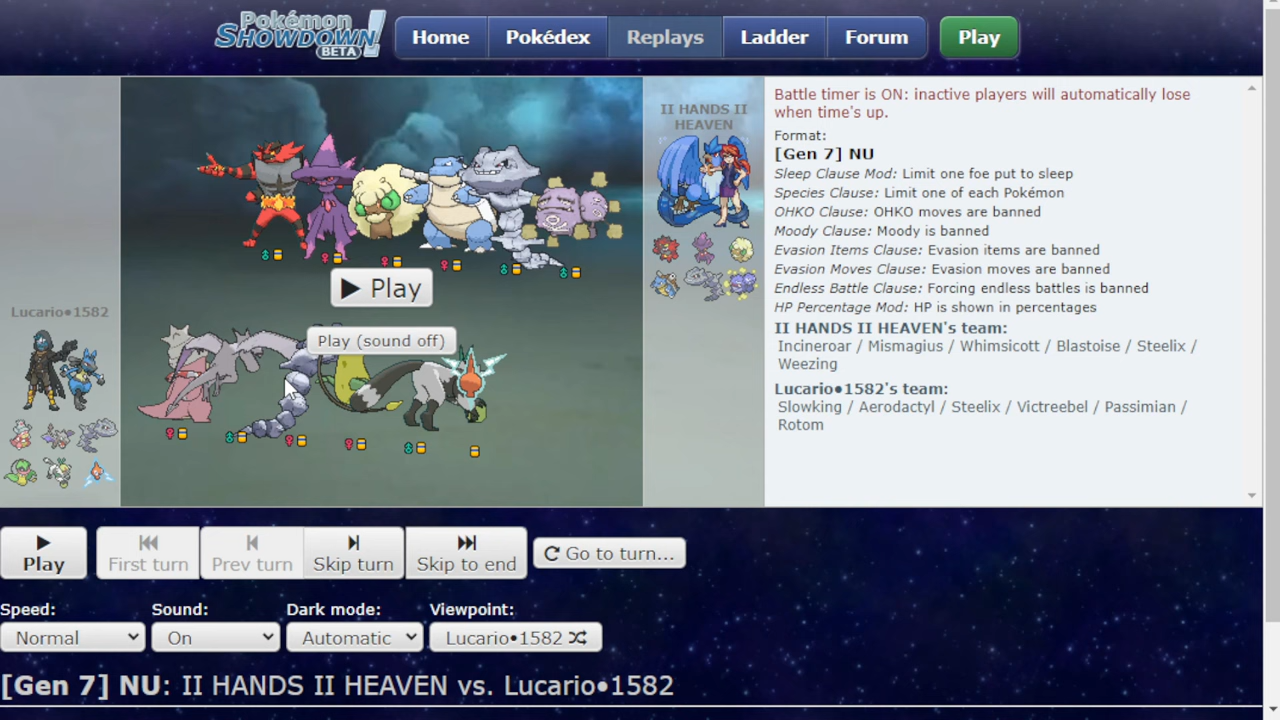 Pokémon
SHOWDOWN!
BETA
Home
Pokédex
Replays
Ladder
Forum
Play
II HANDS II
HEAVEN
Lucario●1582
▶ Play
Play (sound off)
Battle timer is ON: inactive players will automatically lose
when time's up.
Format:
[Gen 7] NU
Sleep Clause Mod: Limit one foe put to sleep
Species Clause: Limit one of each Pokémon
OHKO Clause: OHKO moves are banned
Moody Clause: Moody is banned
Evasion Items Clause: Evasion items are banned
Evasion Moves Clause: Evasion moves are banned
Endless Battle Clause: Forcing endless battles is banned
HP Percentage Mod: HP is shown in percentages
II HANDS II HEAVEN's team:
Incineroar / Mismagius / Whimsicott / Blastoise / Steelix /
Weezing
Lucario●1582's team:
Slowking / Aerodactyl / Steelix / Victreebel / Passimian /
Rotom
Play
First turn
Prev turn
Skip turn
Skip to end
Go to turn...
Speed:
Sound:
Dark mode:
Viewpoint:
Normal
On
Automatic
Lucario●1582
[Gen 7] NU: II HANDS II HEAVEN vs. Lucario●1582